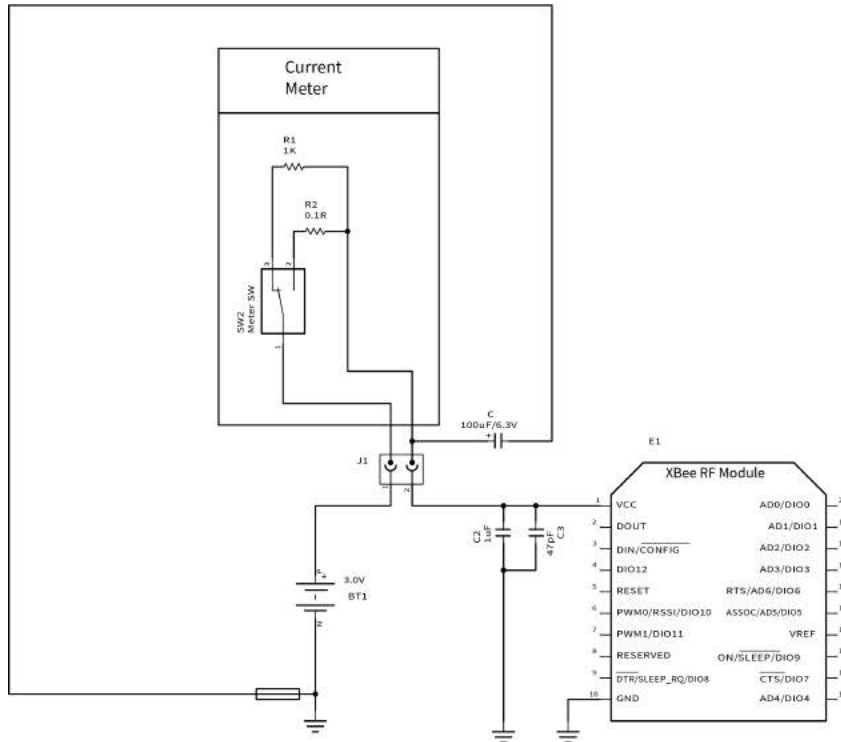 Current
Meter
R1
1K
R2
0.1R
3
2
SW2
Meter SW
1
C
100uF/6.3V
+
J1
1
2
E1
XBee RF Module
1 VCC AD0/DIO0
2 DOUT AD1/DIO1
3 DIN/CONFIG AD2/DIO2
4 DIO12 AD3/DIO3
5 RESET RTS/AD6/DIO6
6 PWM0/RSSI/DIO10 ASSOC/AD5/DIO5
7 PWM1/DIO11 VREF
8 RESERVED ON/SLEEP/DIO9
9 DTR/SLEEP_RQ/DIO8 CTS/DIO7
10 GND AD4/DIO4
C2
1uF
47pF
C3
P
+
3.0V
BT1
N